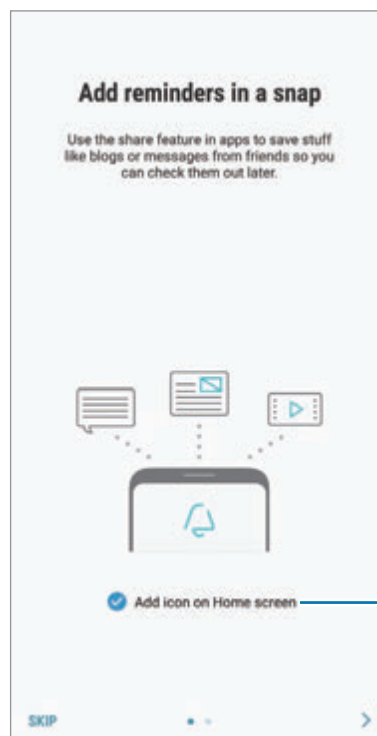 Add reminders in a snap
Use the share feature in apps to save stuff
like blogs or messages from friends so you
can check them out later.
Add icon on Home screen
SKIP